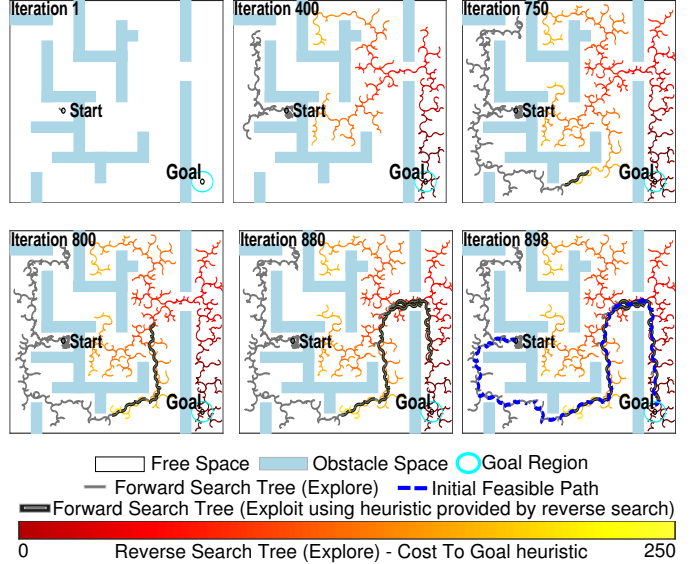 Iteration 1
Iteration 400
Iteration 750
Start
Start
Start
Goal
Goal
Goal
Iteration 800
Iteration 880
Iteration 898
Start
Start
Start
Goal
Goal
Goal
Free Space
Obstacle Space
Goal Region
Forward Search Tree (Explore)
Initial Feasible Path
Forward Search Tree (Exploit using heuristic provided by reverse search)
0
Reverse Search Tree (Explore) - Cost To Goal heuristic
250